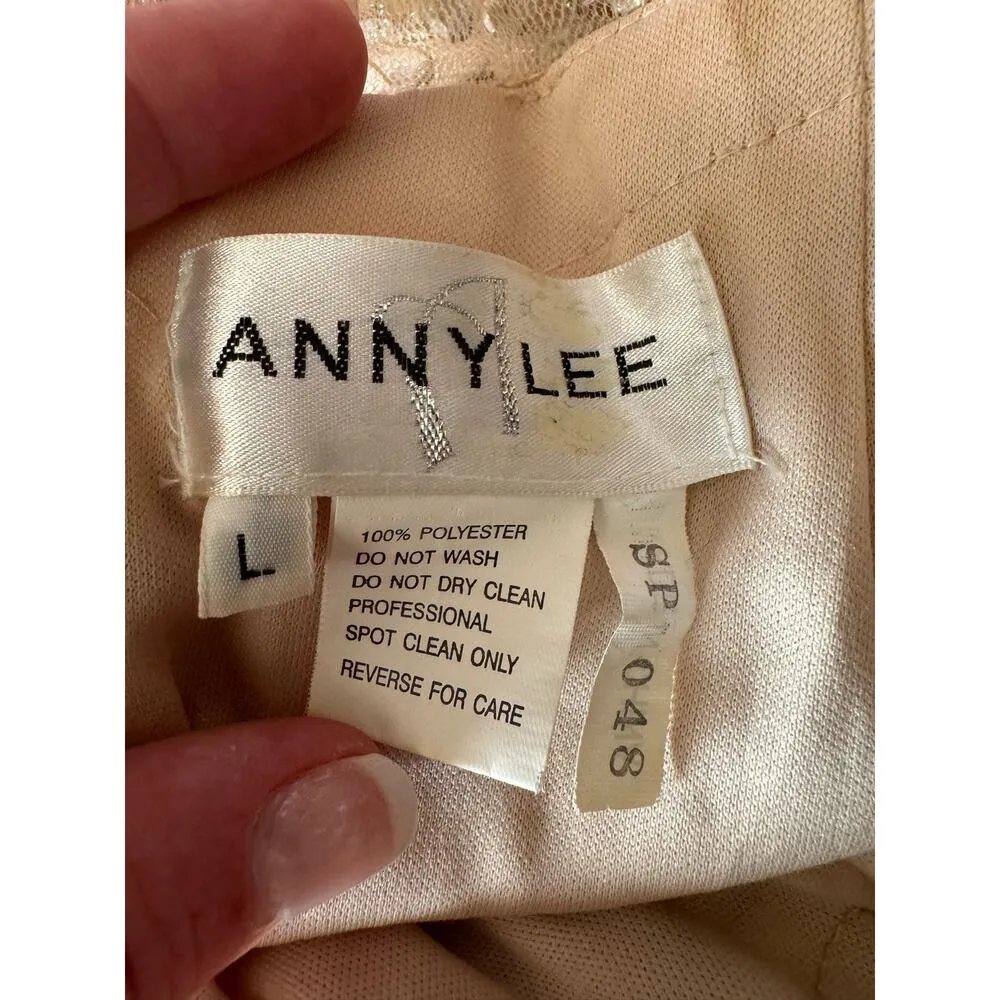 ANNY LEE
L
100% POLYESTER
DO NOT WASH
DO NOT DRY CLEAN
PROFESSIONAL
SPOT CLEAN ONLY
REVERSE FOR CARE
SP 048